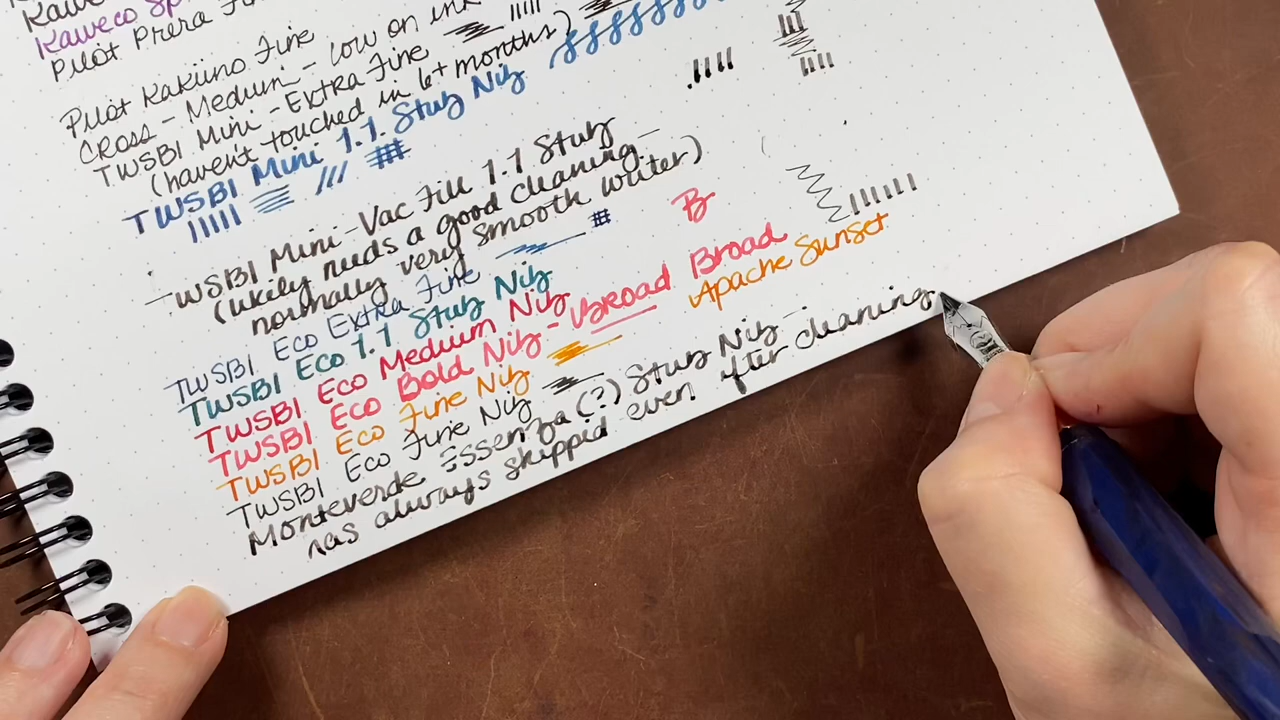 Kawe
Kaweco Sp
Pilot Prera Fin
Pilot Kakuno Fine
Cross - Medium - low on ink
TWSBI Mini - Extra Fine
(haven't touched in 6+ months)
TWSBI Mini 1.1 Stub Nib
TWSBI Mini-Vac Fill 1.1 Stub
(likely needs a good cleaning -
normally very smooth writer)
TWSBI Eco Extra Fine
TWSBI Eco 1.1 Stub Nib
TWSBI Eco Medium Nib B
TWSBI Eco Bold Nib - Broad Broad
TWSBI Eco Fine Nib Apache Sunset
TWSBI Eco Fine Nib
Monteverde Essenza (?) Stub Nib -
has always skippid even after cleaning